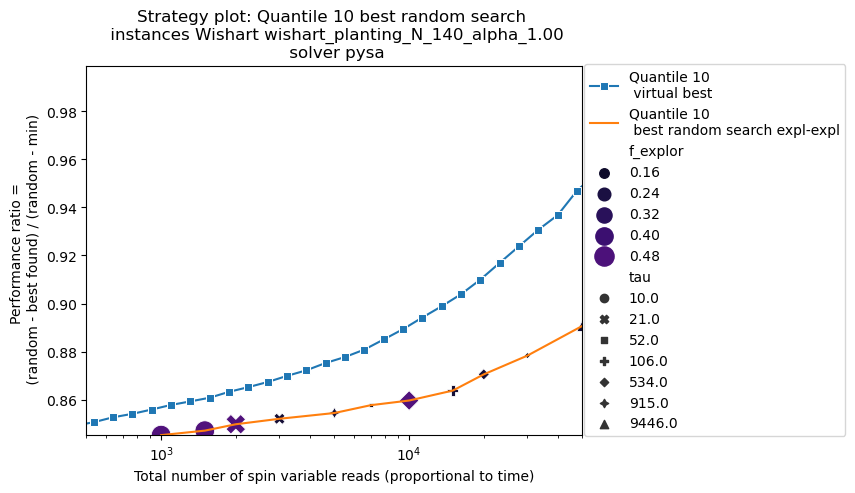 Strategy plot: Quantile 10 best random search
instances Wishart wishart_planting_N_140_alpha_1.00
solver pysa
Performance ratio =
(random - best found) / (random - min)
0.98
0.96
0.94
0.92
0.90
0.88
0.86
10³
10⁴
Total number of spin variable reads (proportional to time)
Quantile 10
virtual best
Quantile 10
best random search expl-expl
f_explor
0.16
0.24
0.32
0.40
0.48
tau
10.0
21.0
52.0
106.0
534.0
915.0
9446.0